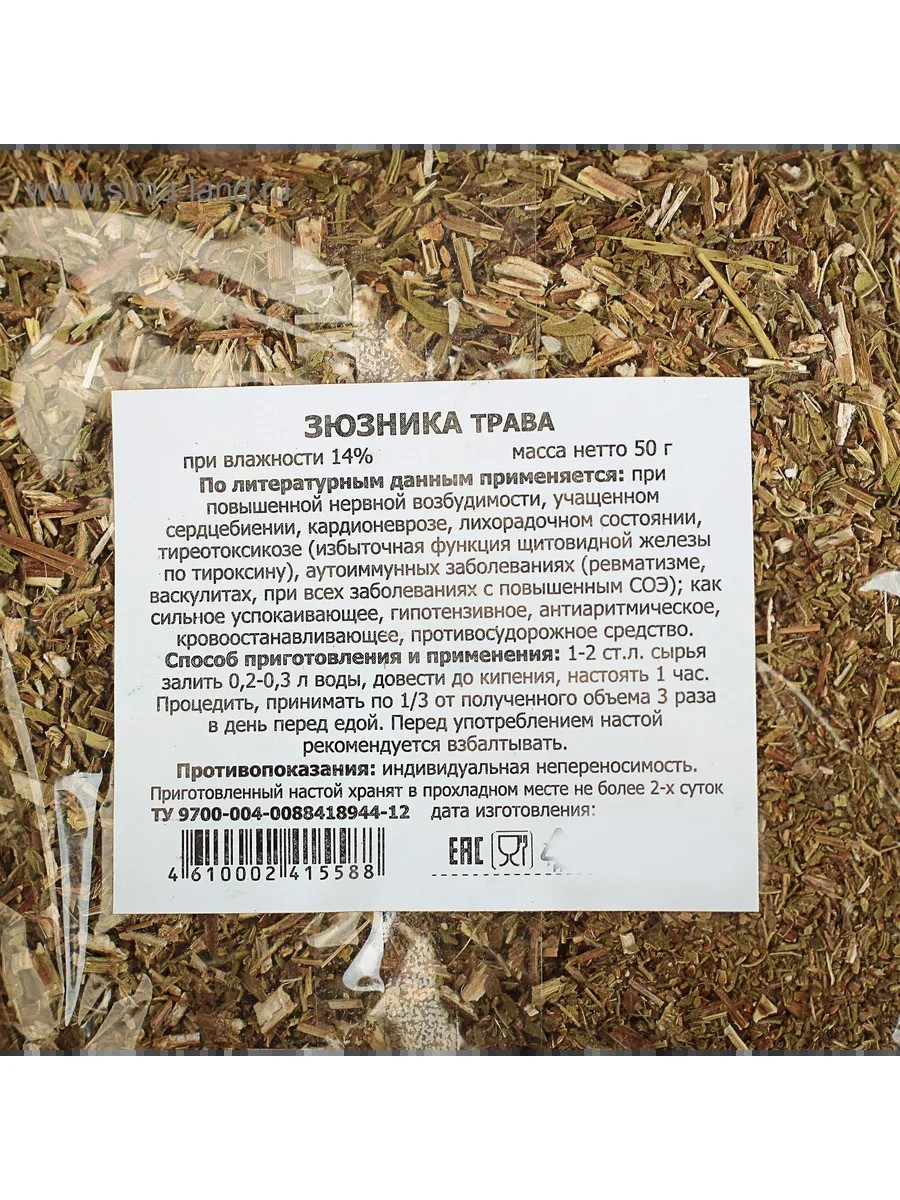 www.sima-land.ru
ЗЮЗНИКА ТРАВА
при влажности 14% масса нетто 50 г
По литературным данным применяется: при
повышенной нервной возбудимости, учащенном
сердцебиении, кардионеврозе, лихорадочном состоянии,
тиреотоксикозе (избыточная функция щитовидной железы
по тироксину), аутоиммунных заболеваниях (ревматизме,
васкулитах, при всех заболеваниях с повышенным СОЭ); как
сильное успокаивающее, гипотензивное, антиаритмическое,
кровоостанавливающее, противосудорожное средство.
Способ приготовления и применения: 1-2 ст.л. сырья
залить 0,2-0,3 л воды, довести до кипения, настоять 1 час.
Процедить, принимать по 1/3 от полученного объема 3 раза
в день перед едой. Перед употреблением настой
рекомендуется взбалтывать.
Противопоказания: индивидуальная непереносимость.
Приготовленный настой хранят в прохладном месте не более 2-х суток
ТУ 9700-004-0088418944-12 дата изготовления:
EAC
4 610002 415588